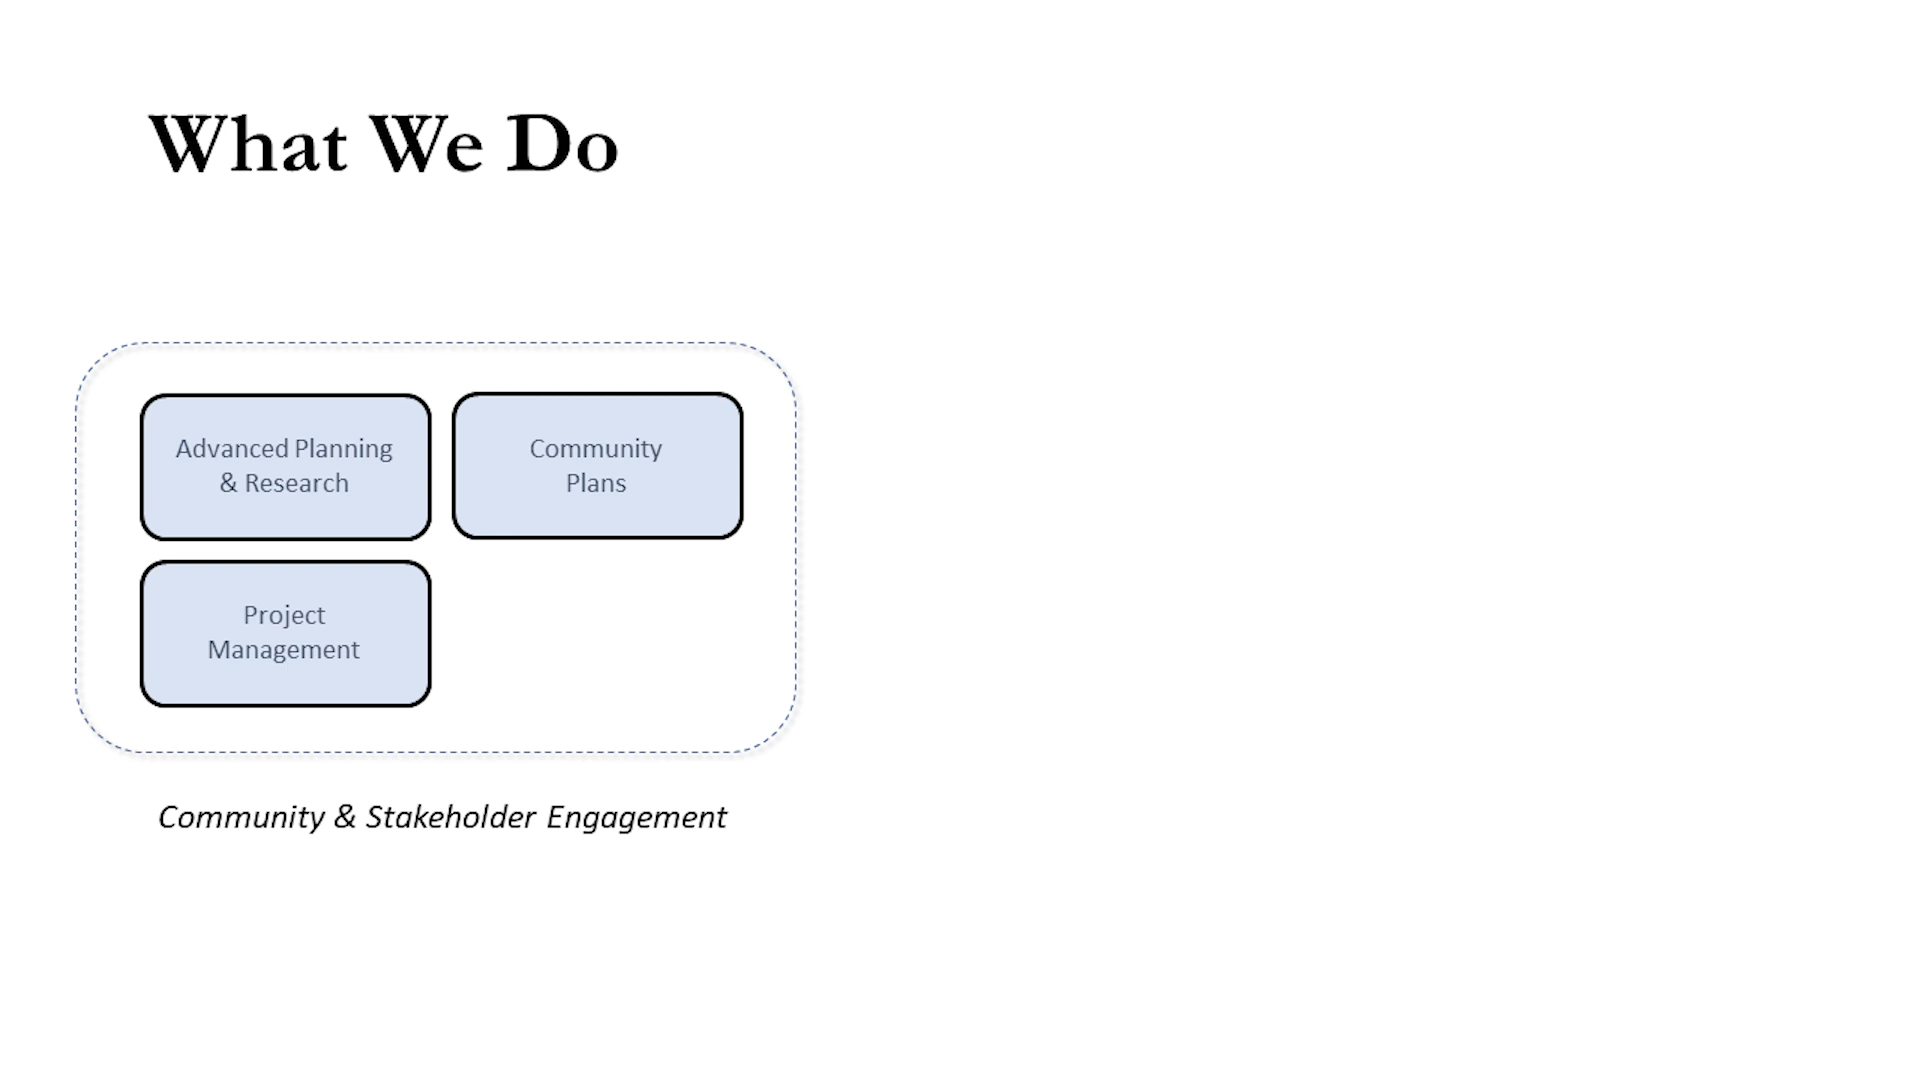 What We Do
Advanced Planning
& Research
Community
Plans
Project
Management
Community & Stakeholder Engagement